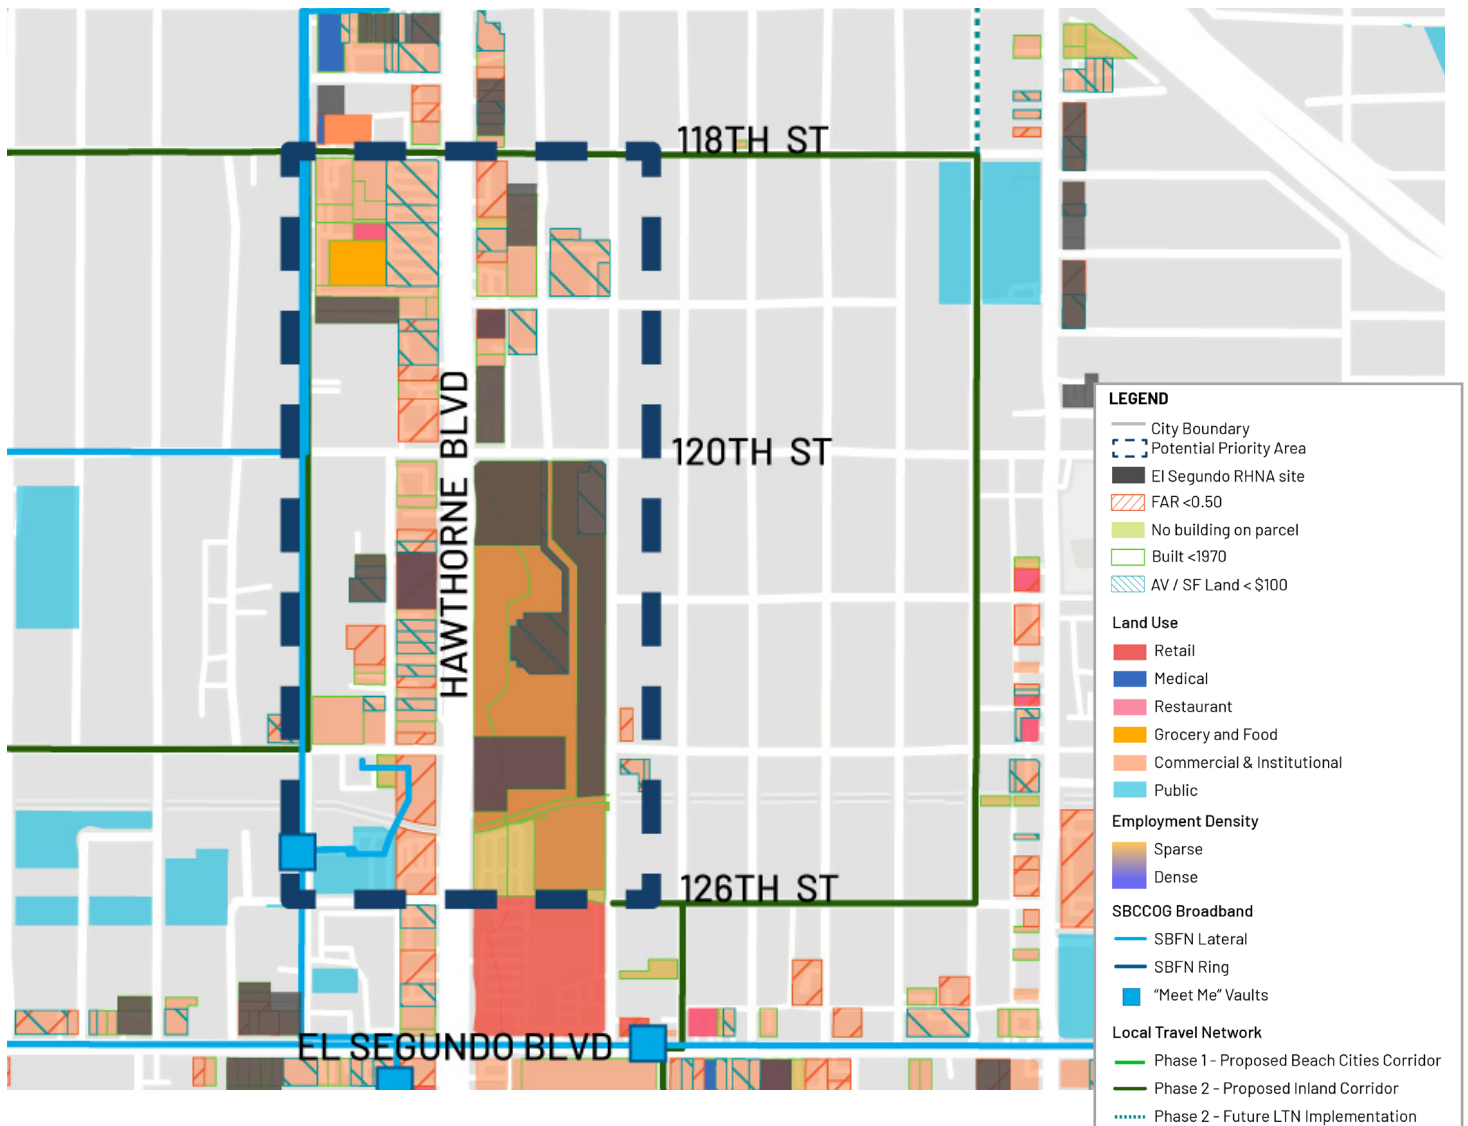 118TH ST
HAWTHORNE BLVD
120TH ST
126TH ST
EL SEGUNDO BLVD
LEGEND
City Boundary
Potential Priority Area
El Segundo RHNA site
FAR <0.50
No building on parcel
Built <1970
AV / SF Land < $100
Land Use
Retail
Medical
Restaurant
Grocery and Food
Commercial & Institutional
Public
Employment Density
Sparse
Dense
SBCCOG Broadband
SBFN Lateral
SBFN Ring
“Meet Me” Vaults
Local Travel Network
Phase 1 - Proposed Beach Cities Corridor
Phase 2 - Proposed Inland Corridor
Phase 2 - Future LTN Implementation